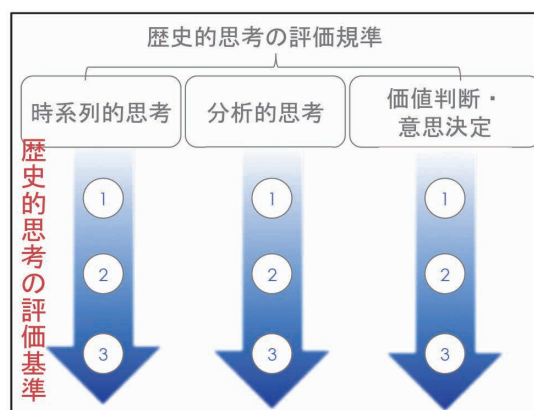 歴史的思考の評価規準
時系列的思考
分析的思考
価値判断・
意思決定
歴史的思考の評価基準
1
1
1
2
2
2
3
3
3